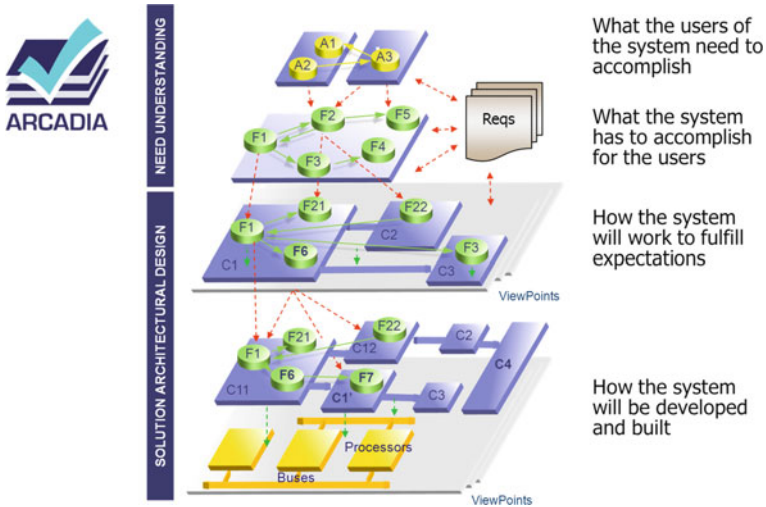 ARCADIA
NEED UNDERSTANDING
SOLUTION ARCHITECTURAL DESIGN
A1
A2
A3
What the users of
the system need to
accomplish
Reqs
F1
F2
F5
F3
F4
What the system
has to accomplish
for the users
F21
F22
F1
F6
C2
F3
C1
C3
How the system
will work to fulfill
expectations
ViewPoints
F21
F22
C2
F1
C12
C4
F6
F7
C11
C1'
C3
How the system
will be developed
and built
Processors
Buses
ViewPoints